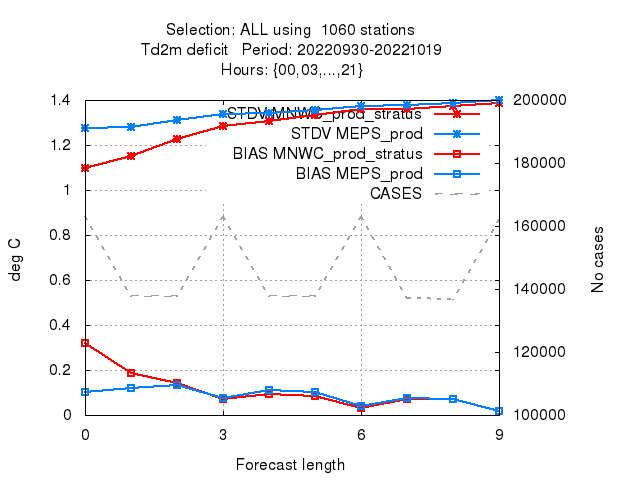 Selection: ALL using  1060 stations
Td2m deficit   Period: 20220930-20221019
Hours: {00,03,...,21}
STDV MNWC_prod_stratus
STDV MEPS_prod
BIAS MNWC_prod_stratus
BIAS MEPS_prod
CASES
1.4
1.2
1
0.8
0.6
0.4
0.2
0
200000
180000
160000
140000
120000
100000
deg C
No cases
0 3 6 9
Forecast length